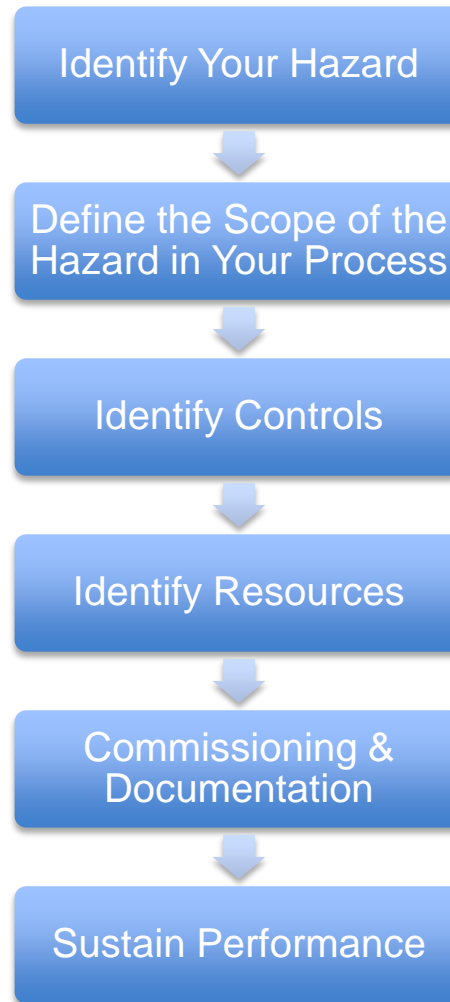 Identify Your Hazard
Define the Scope of the
Hazard in Your Process
Identify Controls
Identify Resources
Commissioning &
Documentation
Sustain Performance